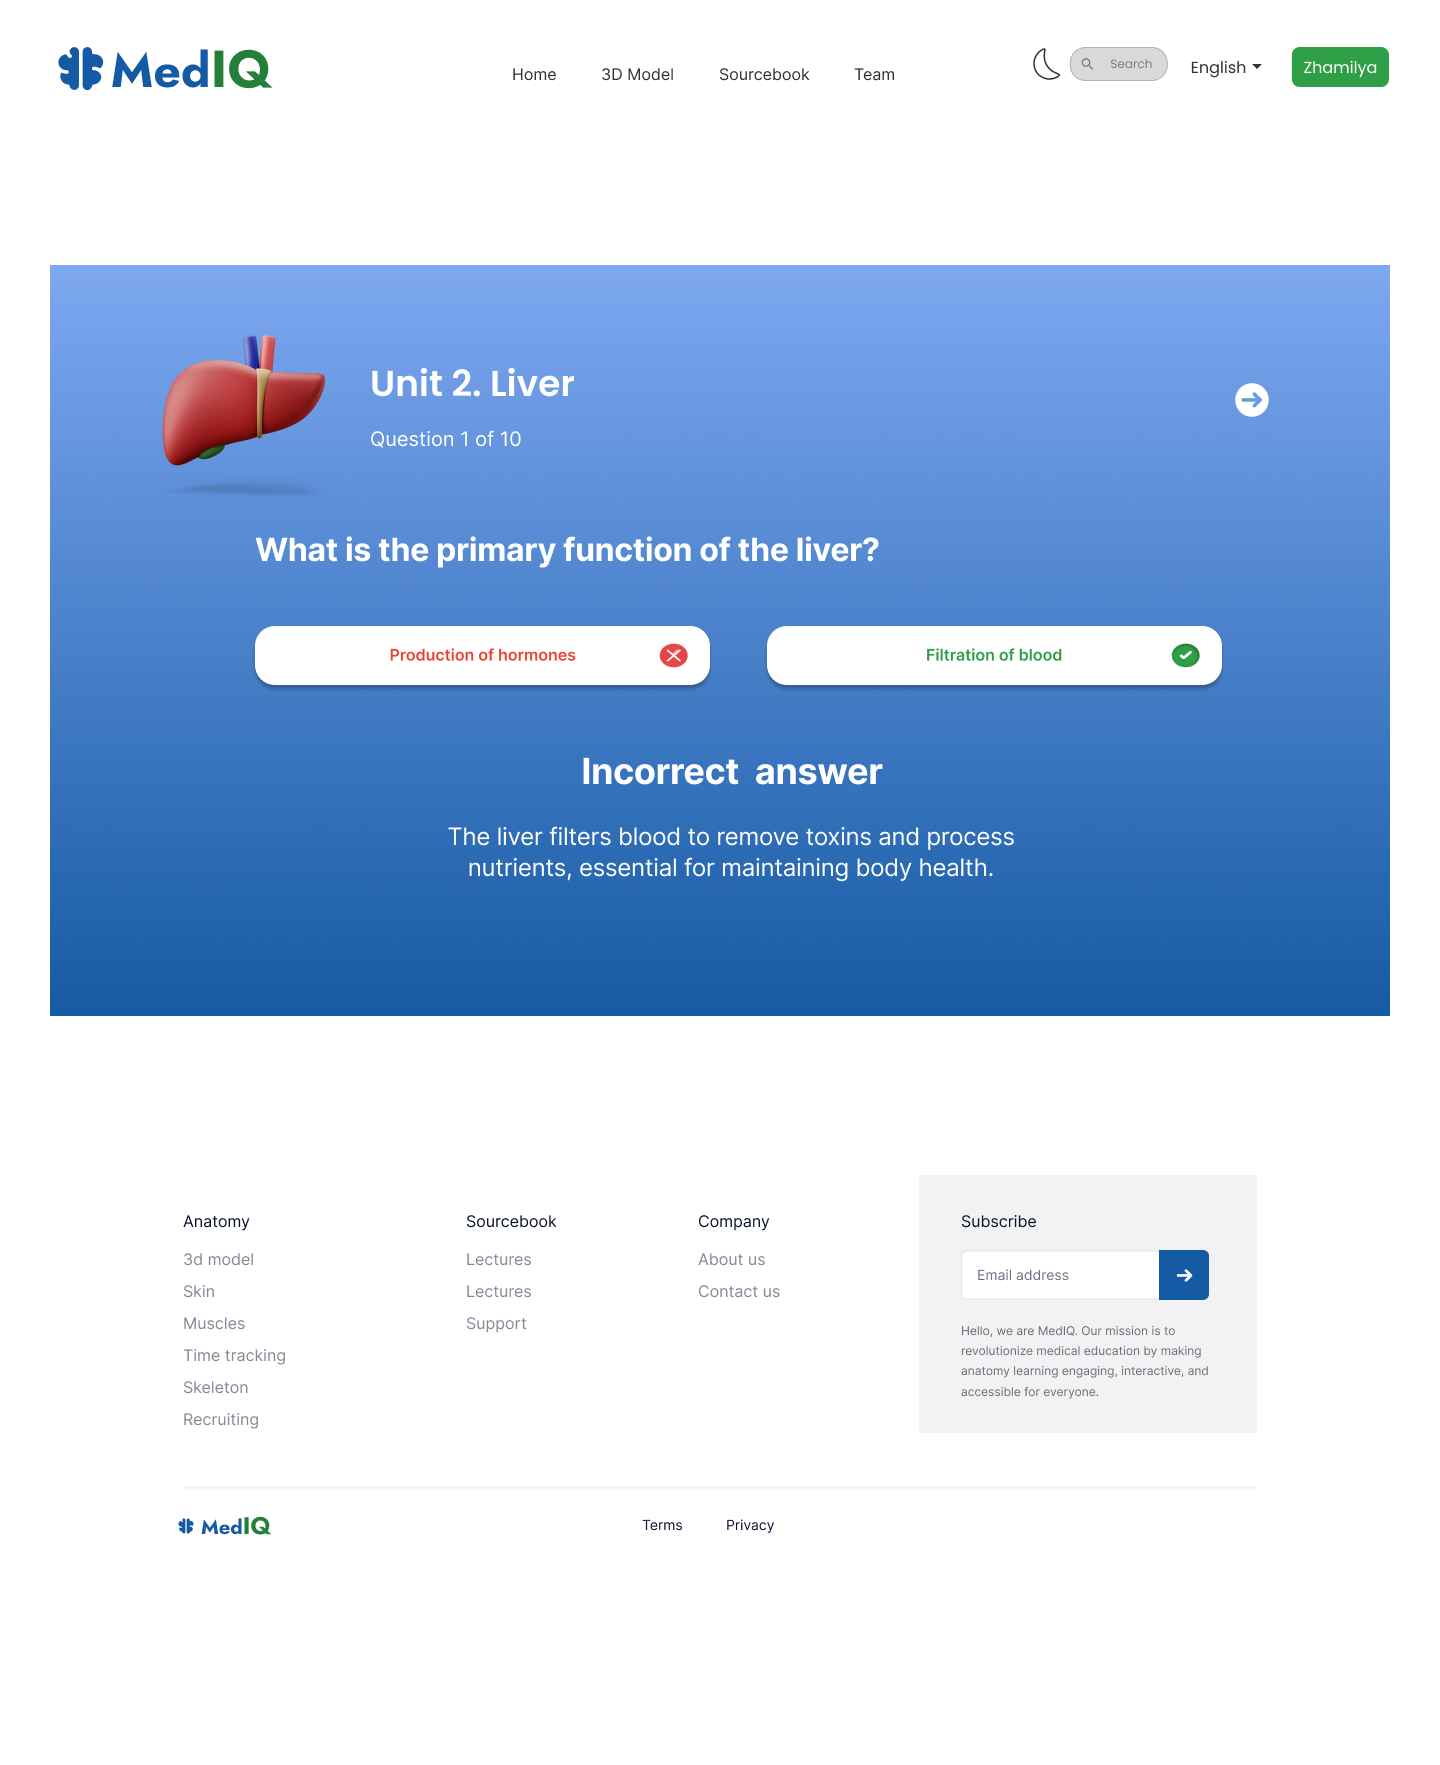 MedIQ
Home 3D Model Sourcebook Team
Search
English
Zhamilya
Unit 2. Liver
Question 1 of 10
What is the primary function of the liver?
Production of hormones
Filtration of blood
Incorrect answer
The liver filters blood to remove toxins and process
nutrients, essential for maintaining body health.
Anatomy
3d model
Skin
Muscles
Time tracking
Skeleton
Recruiting
Sourcebook
Lectures
Lectures
Support
Company
About us
Contact us
Subscribe
Email address
Hello, we are MedIQ. Our mission is to
revolutionize medical education by making
anatomy learning engaging, interactive, and
accessible for everyone.
MedIQ
Terms Privacy